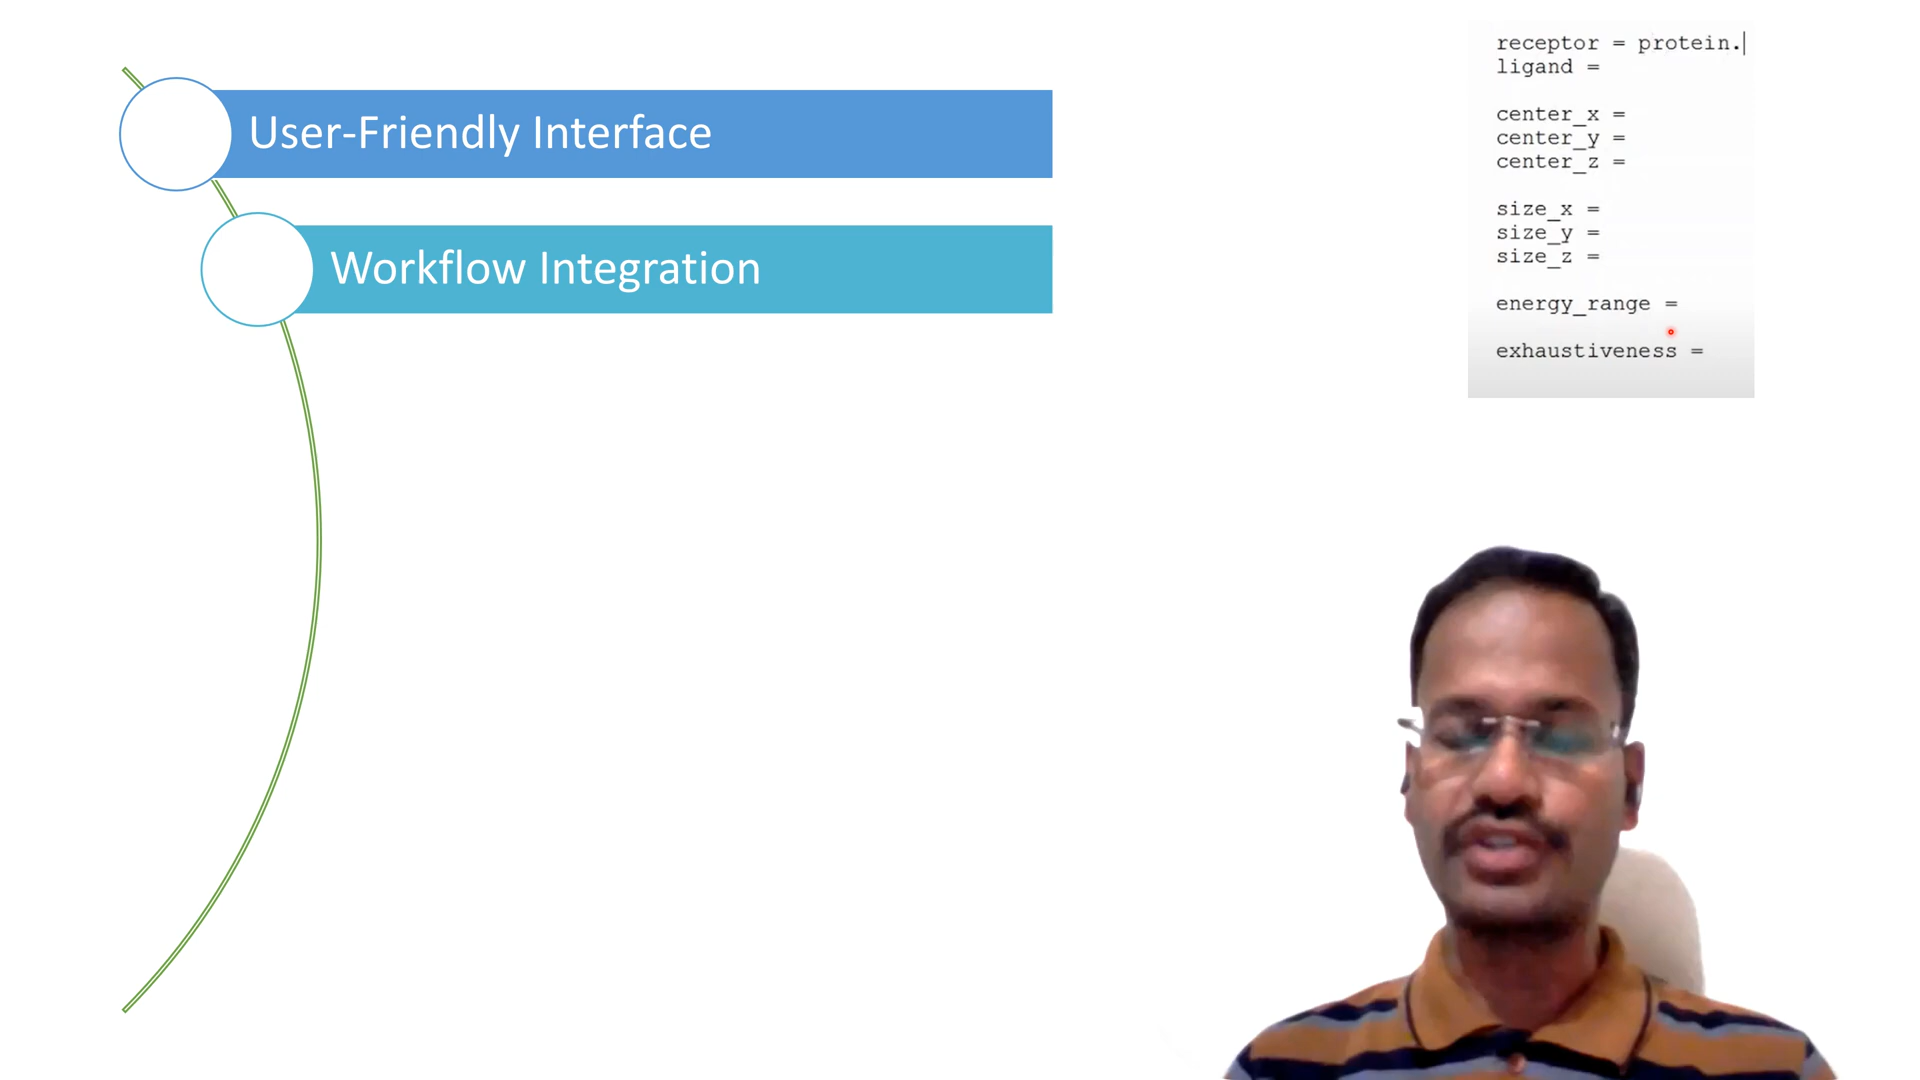 User-Friendly Interface
Workflow Integration
receptor = protein.
ligand =
center_x =
center_y =
center_z =
size_x =
size_y =
size_z =
energy_range =
exhaustiveness =